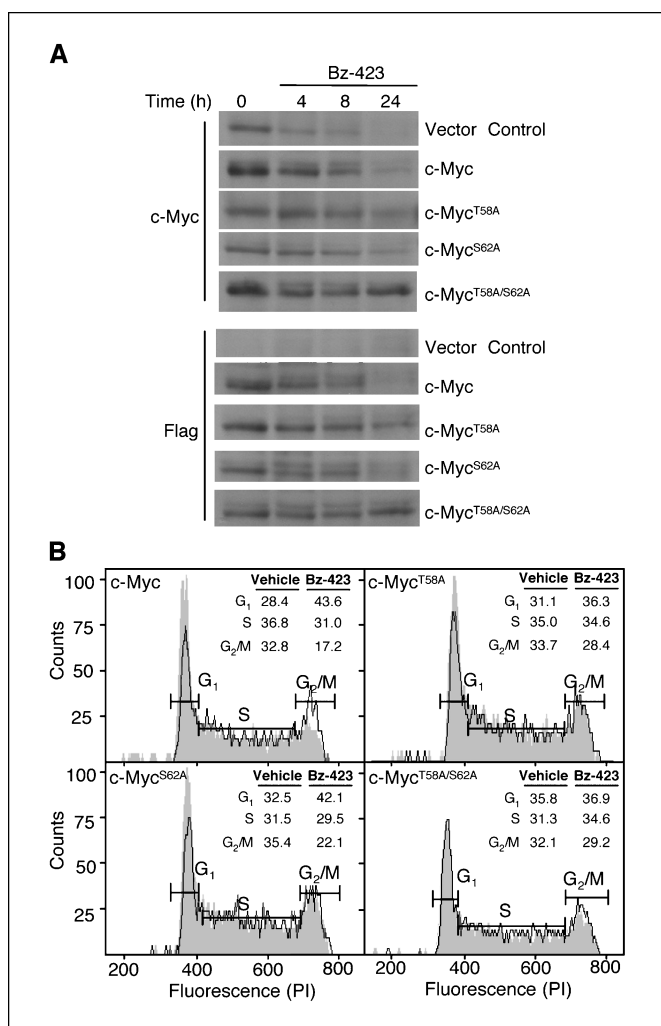 A
Bz-423
Time (h) 0 4 8 24
Vector Control
c-Myc
c-Myc
c-MycT58A
c-MycS62A
c-MycT58A/S62A
Vector Control
c-Myc
Flag
c-MycT58A
c-MycS62A
c-MycT58A/S62A
B
c-Myc
Vehicle Bz-423
G1 28.4 43.6
S 36.8 31.0
G2/M 32.8 17.2
G1
S
G2/M
c-MycT58A
Vehicle Bz-423
G1 31.1 36.3
S 35.0 34.6
G2/M 33.7 28.4
G1
S
G2/M
100
75
50
25
Counts
c-MycS62A
Vehicle Bz-423
G1 32.5 42.1
S 31.5 29.5
G2/M 35.4 22.1
G1
S
G2/M
c-MycT58A/S62A
Vehicle Bz-423
G1 35.8 36.9
S 31.3 34.6
G2/M 32.1 29.2
G1
S
G2/M
100
75
50
25
Counts
200 400 600 800
Fluorescence (PI)
200 400 600 800
Fluorescence (PI)